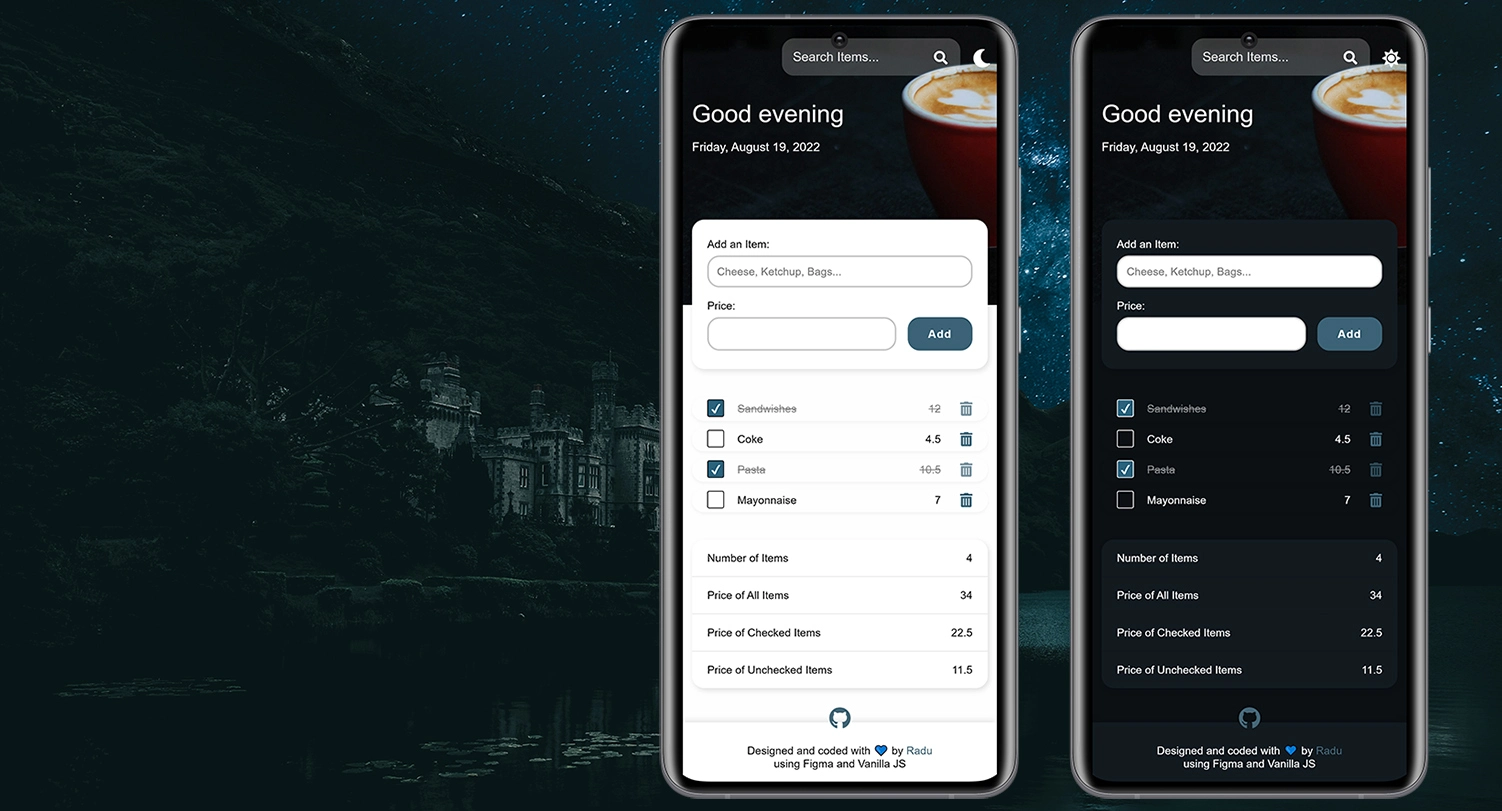 Search Items...
Good evening
Friday, August 19, 2022
Add an Item:
Cheese, Ketchup, Bags...
Price:
Add
Sandwishes 12
Coke 4.5
Pasta 10.5
Mayonnaise 7
Number of Items 4
Price of All Items 34
Price of Checked Items 22.5
Price of Unchecked Items 11.5
Designed and coded with 💙 by Radu
using Figma and Vanilla JS
Search Items...
Good evening
Friday, August 19, 2022
Add an Item:
Cheese, Ketchup, Bags...
Price:
Add
Sandwishes 12
Coke 4.5
Pasta 10.5
Mayonnaise 7
Number of Items 4
Price of All Items 34
Price of Checked Items 22.5
Price of Unchecked Items 11.5
Designed and coded with 💙 by Radu
using Figma and Vanilla JS